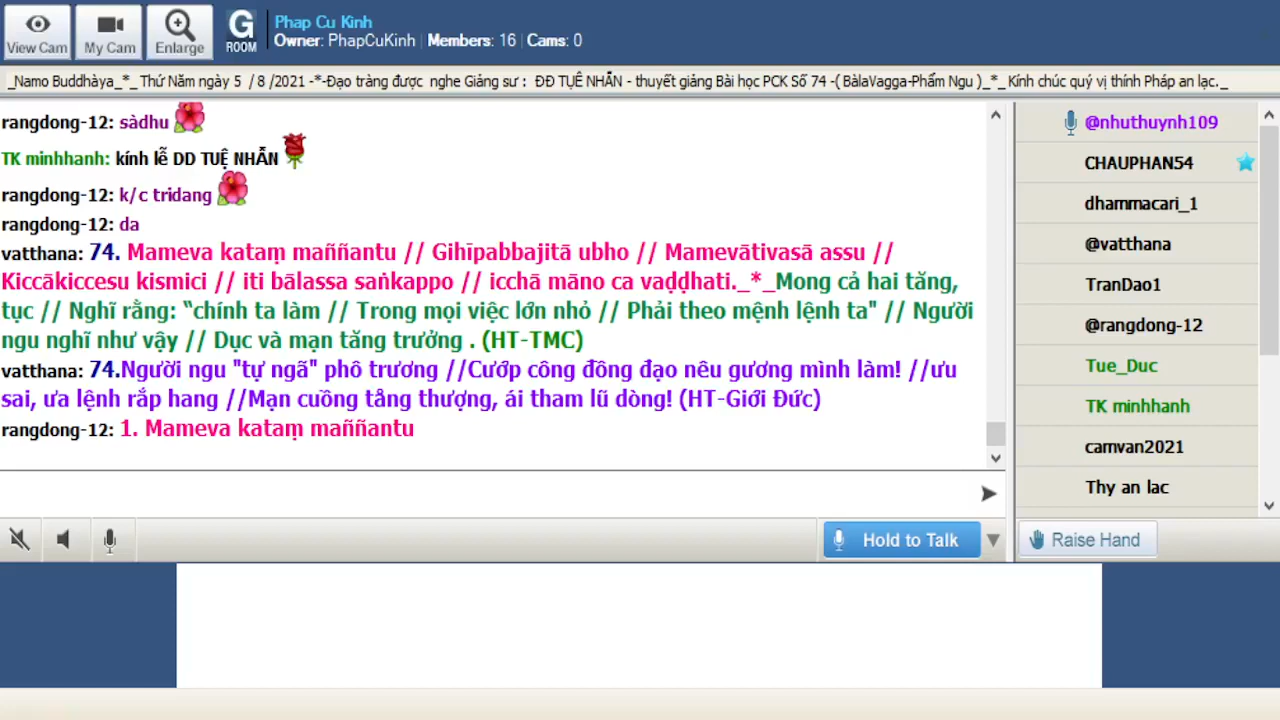 View Cam
My Cam
Enlarge
G
ROOM
Phap Cu Kinh
Owner: PhapCuKinh | Members: 16 | Cams: 0
_Namo Buddhàya_*_ Thứ Năm ngày 5 / 8 /2021 -*-Đạo tràng được nghe Giảng sư : ĐĐ TUỆ NHẪN - thuyết giảng Bài học PCK Số 74 -( BàlaVagga-Phẩm Ngu )_*_ Kính chúc quý vị thính Pháp an lạc._
rangdong-12: sàdhu
TK minhhanh: kính lễ DD TUỆ NHẪN
rangdong-12: k/c tridang
rangdong-12: da
vatthana: 74. Mameva kataṃ maññantu // Gihīpabbajitā ubho // Mamevātivasā assu //
Kiccākiccesu kismici // iti bālassa saṅkappo // icchā māno ca vaḍḍhati._*_Mong cả hai tăng,
tục // Nghĩ rằng: “chính ta làm // Trong mọi việc lớn nhỏ // Phải theo mệnh lệnh ta" // Người
ngu nghĩ như vậy // Dục và mạn tăng trưởng . (HT-TMC)
vatthana: 74.Người ngu "tự ngã" phô trương //Cướp công đồng đạo nêu gương mình làm! //ưu
sai, ưa lệnh rắp hang //Mạn cuồng tằng thượng, ái tham lũ dòng! (HT-Giới Đức)
rangdong-12: 1. Mameva kataṃ maññantu
@nhuthuynh109
CHAUPHAN54
dhammacari_1
@vatthana
TranDao1
@rangdong-12
Tue_Duc
TK minhhanh
camvan2021
Thy an lac
Hold to Talk
Raise Hand